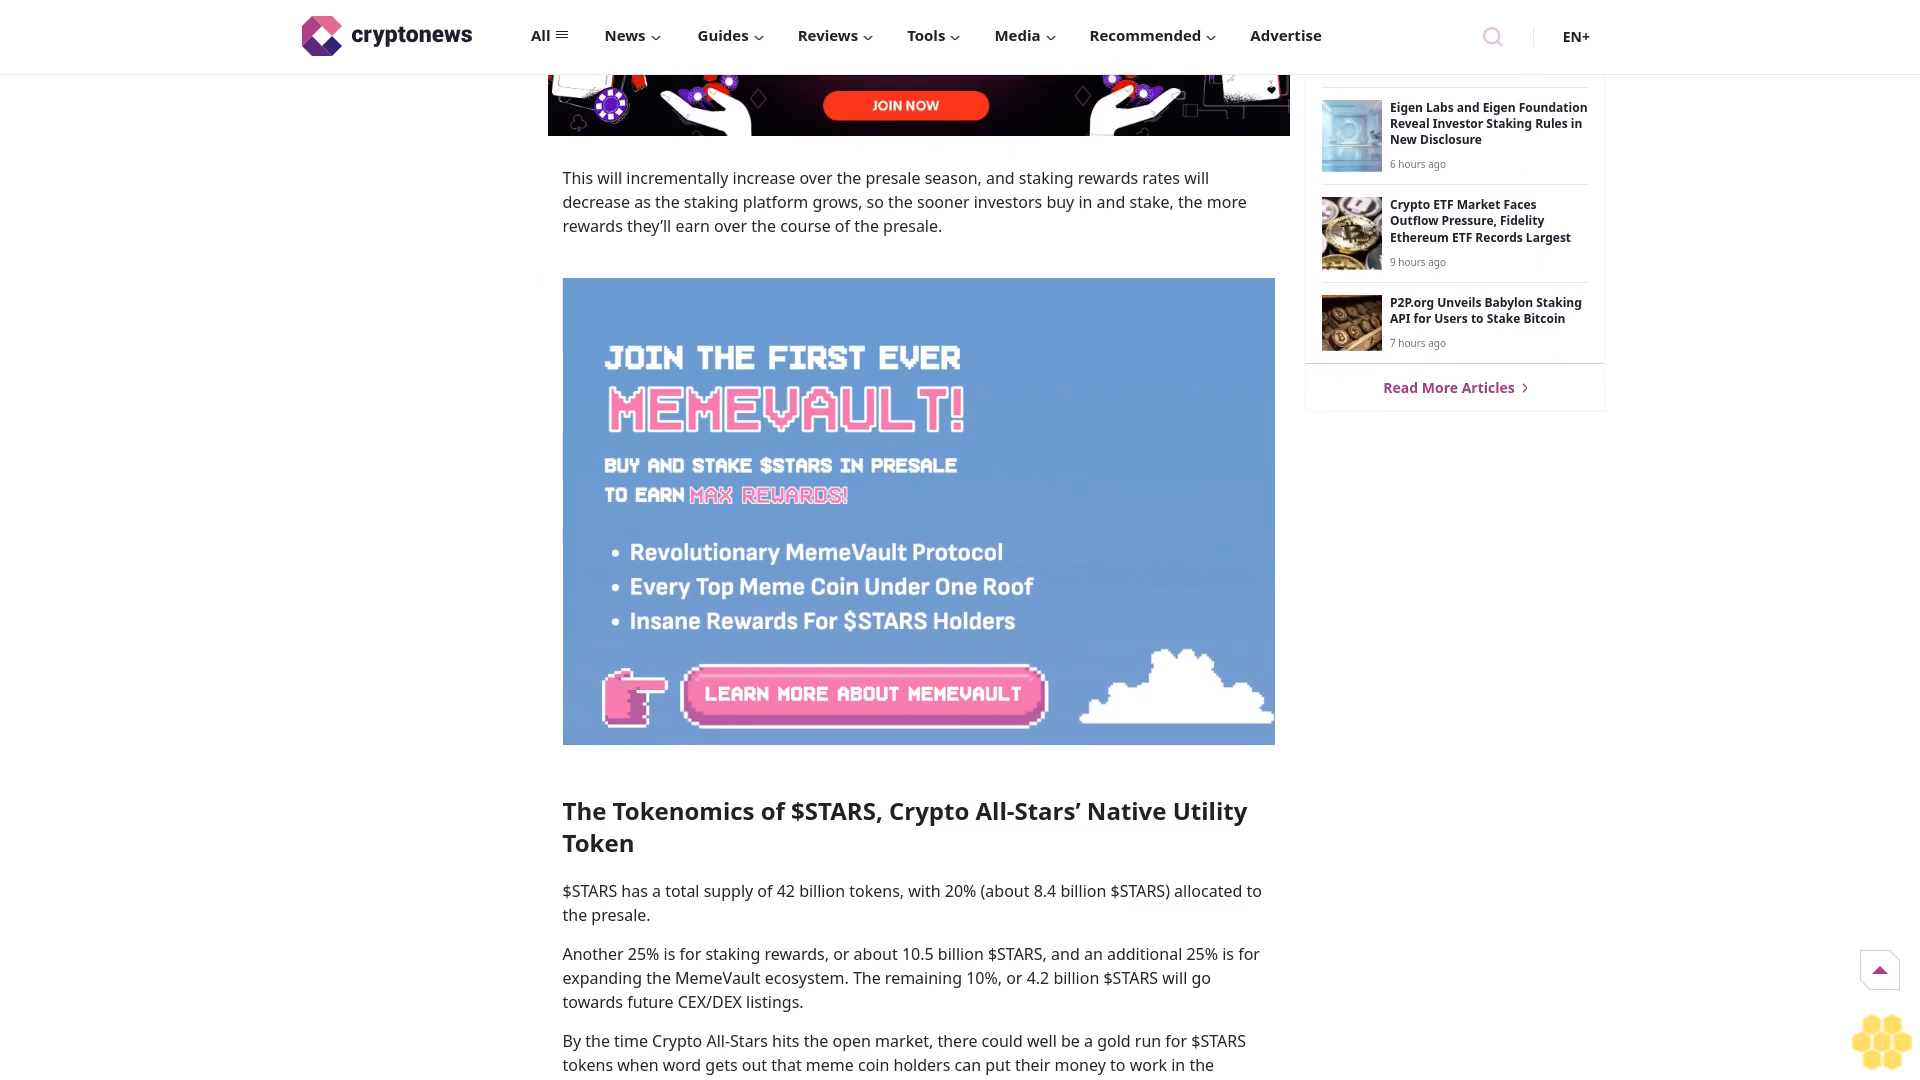 cryptonews
All
News
Guides
Reviews
Tools
Media
Recommended
Advertise
EN+
JOIN NOW
This will incrementally increase over the presale season, and staking rewards rates will
decrease as the staking platform grows, so the sooner investors buy in and stake, the more
rewards they’ll earn over the course of the presale.
JOIN THE FIRST EVER
MEMEVAULT!
BUY AND STAKE $STARS IN PRESALE
TO EARN MAX REWARDS!
• Revolutionary MemeVault Protocol
• Every Top Meme Coin Under One Roof
• Insane Rewards For $STARS Holders
LEARN MORE ABOUT MEMEVAULT
The Tokenomics of $STARS, Crypto All-Stars’ Native Utility
Token
$STARS has a total supply of 42 billion tokens, with 20% (about 8.4 billion $STARS) allocated to
the presale.
Another 25% is for staking rewards, or about 10.5 billion $STARS, and an additional 25% is for
expanding the MemeVault ecosystem. The remaining 10%, or 4.2 billion $STARS will go
towards future CEX/DEX listings.
By the time Crypto All-Stars hits the open market, there could well be a gold run for $STARS
tokens when word gets out that meme coin holders can put their money to work in the
Eigen Labs and Eigen Foundation
Reveal Investor Staking Rules in
New Disclosure
6 hours ago
Crypto ETF Market Faces
Outflow Pressure, Fidelity
Ethereum ETF Records Largest
9 hours ago
P2P.org Unveils Babylon Staking
API for Users to Stake Bitcoin
7 hours ago
Read More Articles